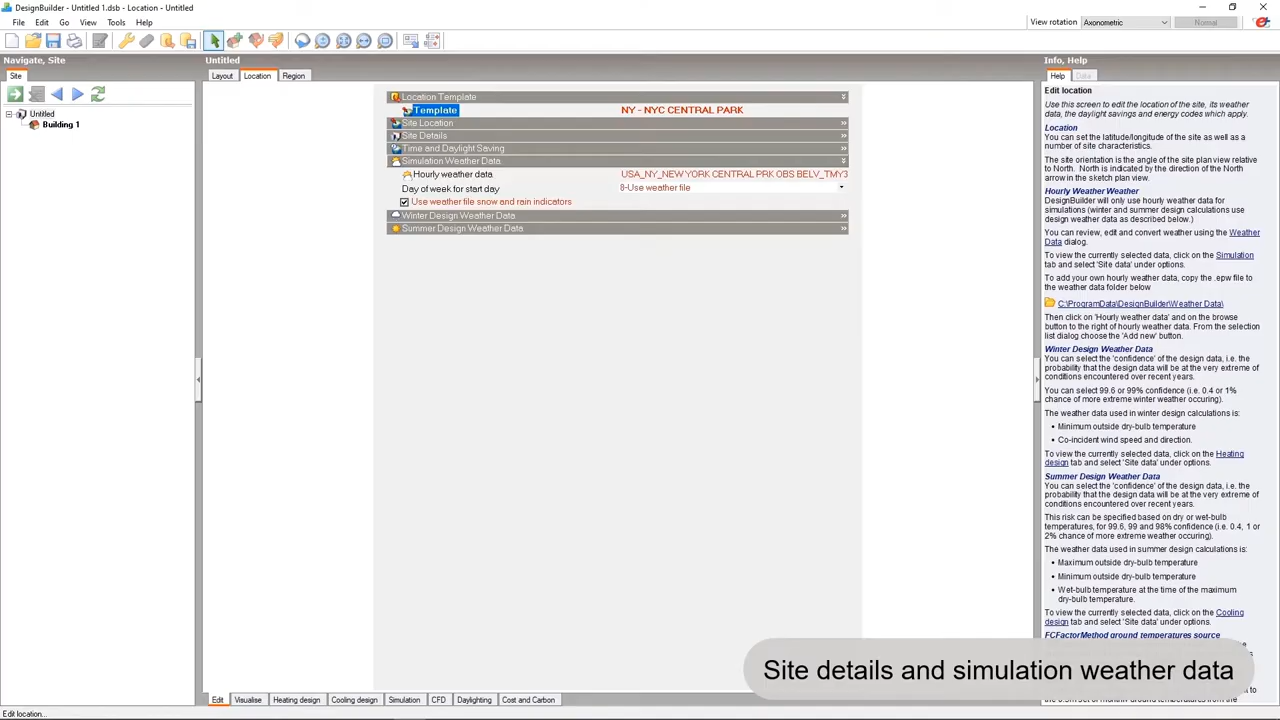 DesignBuilder - Untitled 1.dsb - Location - Untitled
File Edit Go View Tools Help
View rotation Axonometric Normal
Navigate, Site
Site
Untitled
Building 1
Untitled
Layout Location Region
Location Template
Template NY - NYC CENTRAL PARK
Site Location
Site Details
Time and Daylight Saving
Simulation Weather Data
Hourly weather data USA_NY_NEW YORK CENTRAL PRK OBS BELV_TMY3
Day of week for start day 8-Use weather file
Use weather file snow and rain indicators
Winter Design Weather Data
Summer Design Weather Data
Info, Help
Help Data
Edit location
Use this screen to edit the location of the site, its weather
data, the daylight savings and energy codes which apply.
Location
You can set the latitude/longitude of the site as well as a
number of site characteristics.
The site orientation is the angle of the site plan view relative
to North. North is indicated by the direction of the North
arrow in the sketch plan view.
Hourly Weather Weather
DesignBuilder will only use hourly weather data for
simulations (winter and summer design calculations use
design weather data as described below.)
You can review, edit and convert weather using the Weather
Data dialog.
To view the currently selected data, click on the Simulation
tab and select 'Site data' under options.
To add your own hourly weather data, copy the .epw file to
the weather data folder below
C:\ProgramData\DesignBuilder\Weather Data\
Then click on 'Hourly weather data' and on the browse
button to the right of hourly weather data. From the selection
list dialog choose the 'Add new' button.
Winter Design Weather Data
You can select the 'confidence' of the design data, i.e. the
probability that the design data will be at the very extreme of
conditions encountered over recent years.
You can select 99.6 or 99% confidence (i.e. 0.4 or 1%
chance of more extreme winter weather occuring).
The weather data used in winter design calculations is:
• Minimum outside dry-bulb temperature
• Co-incident wind speed and direction.
To view the currently selected data, click on the Heating
design tab and select 'Site data' under options.
Summer Design Weather Data
You can select the 'confidence' of the design data, i.e. the
probability that the design data will be at the very extreme of
conditions encountered over recent years.
This risk can be specified based on dry or wet-bulb
temperatures, for 99.6, 99 and 98% confidence (i.e. 0.4, 1 or
2% chance of more extreme weather occuring).
The weather data used in summer design calculations is:
• Maximum outside dry-bulb temperature
• Minimum outside dry-bulb temperature
• Wet-bulb temperature at the time of the maximum
dry-bulb temperature.
To view the currently selected data, click on the Cooling
design tab and select 'Site data' under options.
FCFactorMethod ground temperatures source
Site details and simulation weather data
Edit Visualise Heating design Cooling design Simulation CFD Daylighting Cost and Carbon
Edit location...